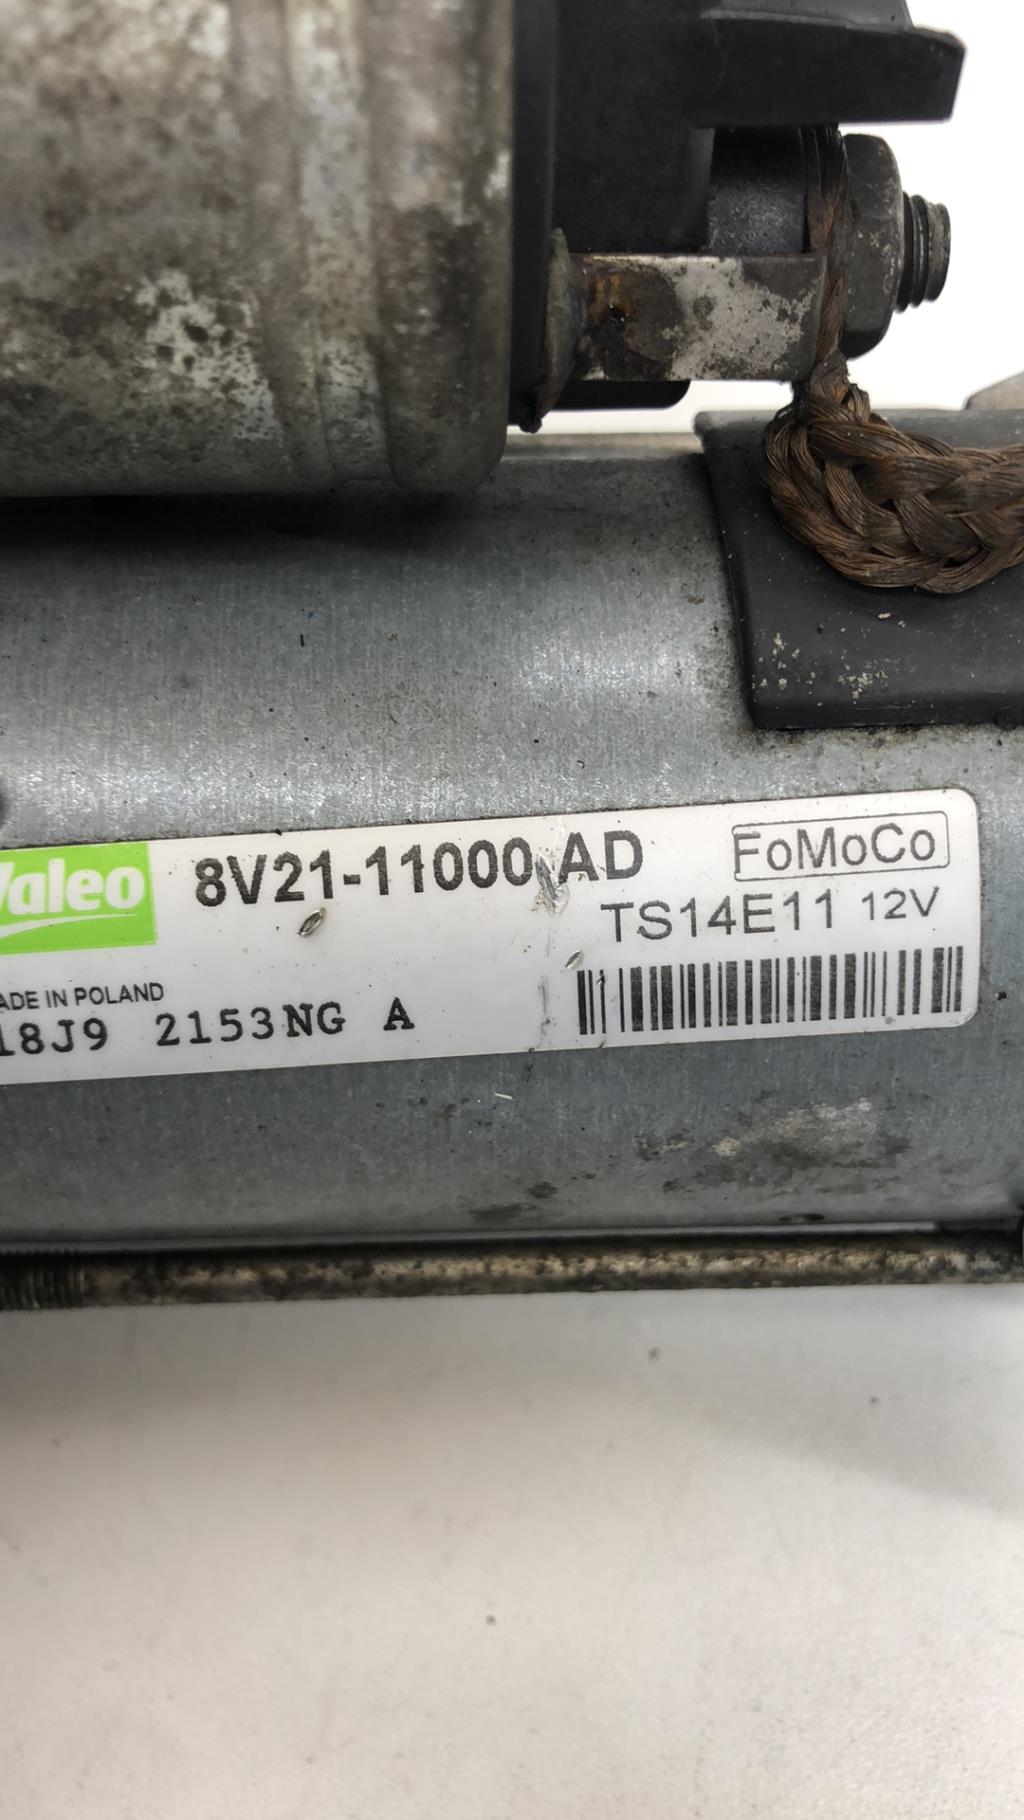 Valeo 8V21-11000 AD FoMoCo
TS14E11 12V
ADE IN POLAND
18J9 2153NG A